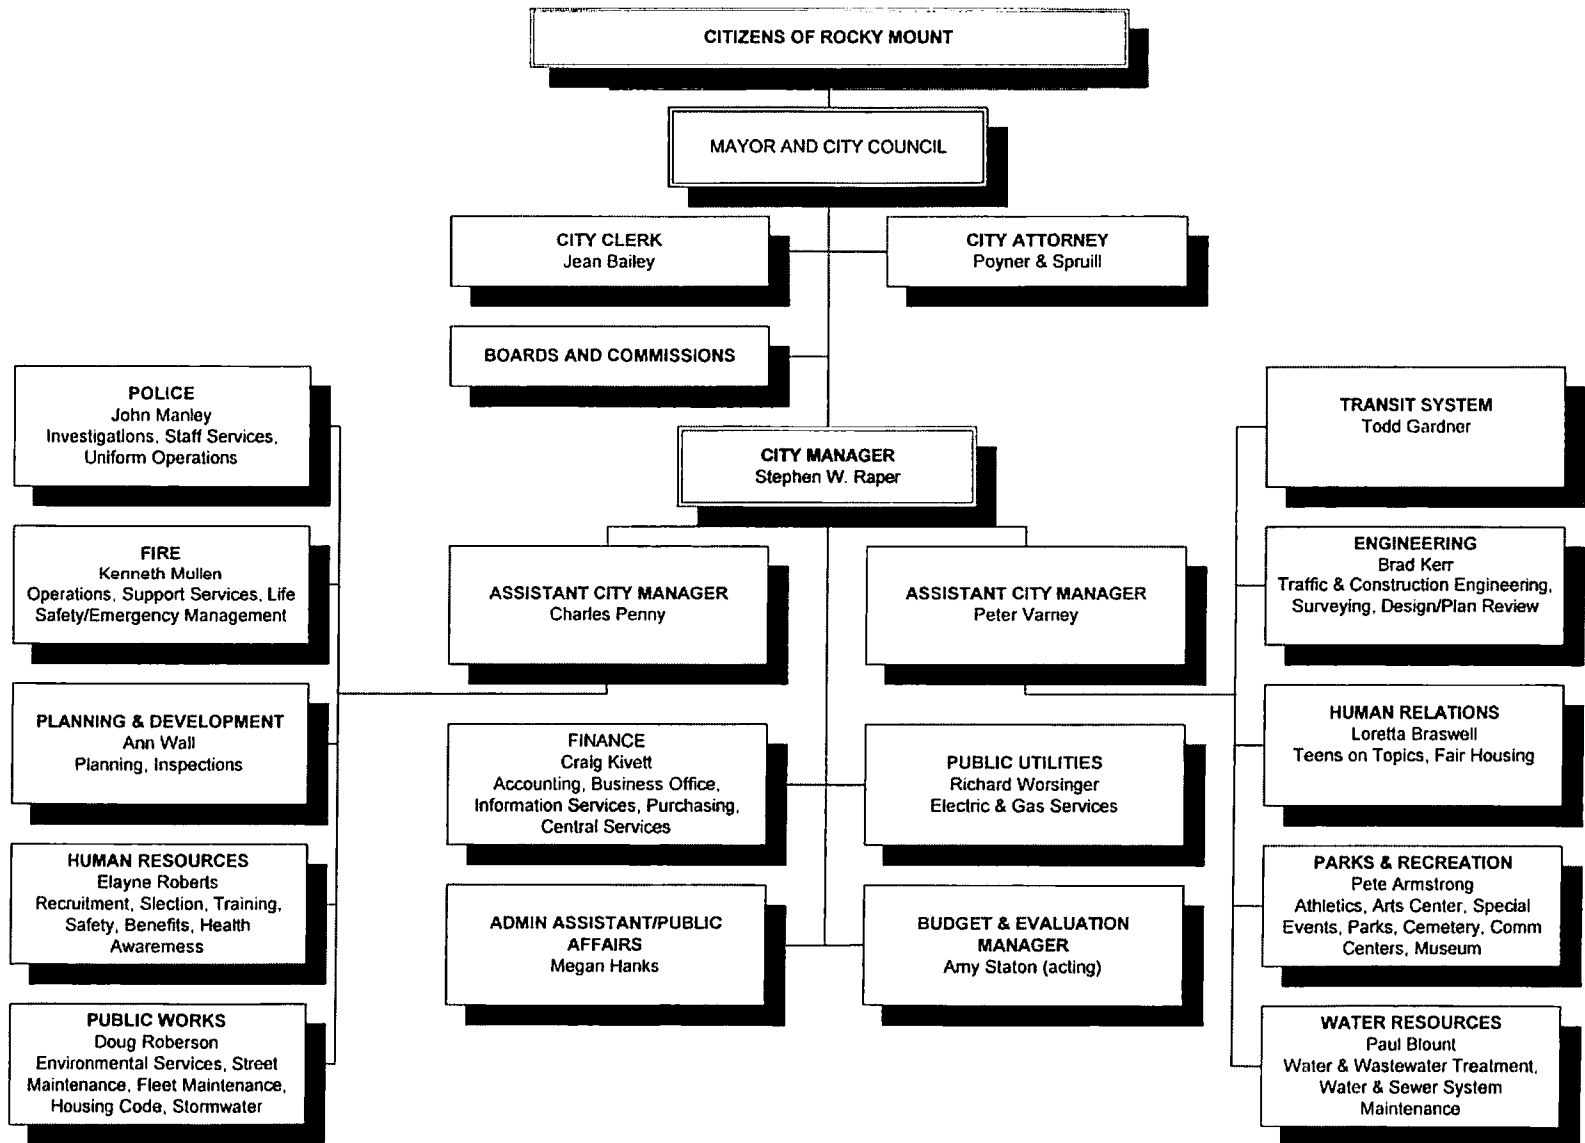 CITIZENS OF ROCKY MOUNT
MAYOR AND CITY COUNCIL
CITY CLERK
Jean Bailey
CITY ATTORNEY
Poyner & Spruill
BOARDS AND COMMISSIONS
CITY MANAGER
Stephen W. Raper
ASSISTANT CITY MANAGER
Charles Penny
ASSISTANT CITY MANAGER
Peter Varney
POLICE
John Manley
Investigations, Staff Services,
Uniform Operations
FIRE
Kenneth Mullen
Operations, Support Services, Life
Safety/Emergency Management
PLANNING & DEVELOPMENT
Ann Wall
Planning, Inspections
HUMAN RESOURCES
Elayne Roberts
Recruitment, Slection, Training,
Safety, Benefits, Health
Awareness
PUBLIC WORKS
Doug Roberson
Environmental Services, Street
Maintenance, Fleet Maintenance,
Housing Code, Stormwater
FINANCE
Craig Kivett
Accounting, Business Office,
Information Services, Purchasing,
Central Services
PUBLIC UTILITIES
Richard Worsinger
Electric & Gas Services
ADMIN ASSISTANT/PUBLIC
AFFAIRS
Megan Hanks
BUDGET & EVALUATION
MANAGER
Amy Staton (acting)
TRANSIT SYSTEM
Todd Gardner
ENGINEERING
Brad Kerr
Traffic & Construction Engineering,
Surveying, Design/Plan Review
HUMAN RELATIONS
Loretta Braswell
Teens on Topics, Fair Housing
PARKS & RECREATION
Pete Armstrong
Athletics, Arts Center, Special
Events, Parks, Cemetery, Comm
Centers, Museum
WATER RESOURCES
Paul Blount
Water & Wastewater Treatment,
Water & Sewer System
Maintenance